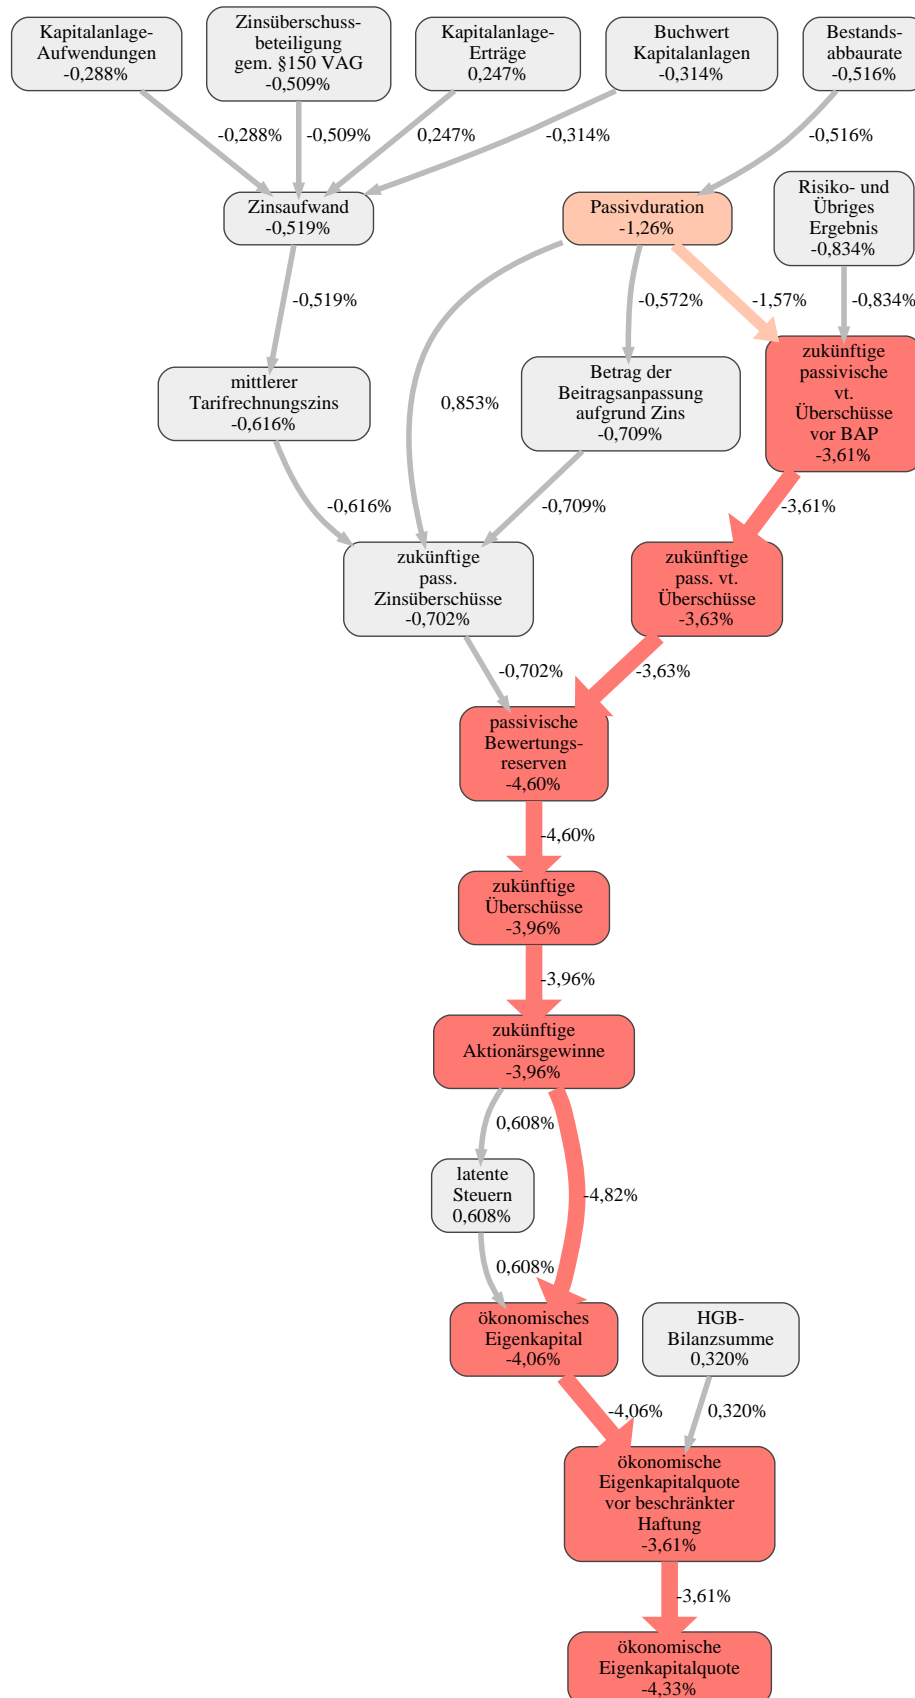 Kapitalanlage-
Aufwendungen
-0,288%
Zinsüberschuss-
beteiligung
gem. §150 VAG
-0,509%
Kapitalanlage-
Erträge
0,247%
Buchwert
Kapitalanlagen
-0,314%
Bestands-
abbaurate
-0,516%
-0,288%
-0,509%
0,247%
-0,314%
-0,516%
Zinsaufwand
-0,519%
Passivduration
-1,26%
Risiko- und
Übriges
Ergebnis
-0,834%
-0,519%
-0,572%
-1,57%
-0,834%
mittlerer
Tarifrechnungszins
-0,616%
0,853%
Betrag der
Beitragsanpassung
aufgrund Zins
-0,709%
zukünftige
passivische
vt.
Überschüsse
vor BAP
-3,61%
-0,616%
-0,709%
-3,61%
zukünftige
pass.
Zinsüberschüsse
-0,702%
zukünftige
pass. vt.
Überschüsse
-3,63%
-0,702%
-3,63%
passivische
Bewertungs-
reserven
-4,60%
-4,60%
zukünftige
Überschüsse
-3,96%
-3,96%
zukünftige
Aktionärsgewinne
-3,96%
0,608%
latente
Steuern
0,608%
-4,82%
0,608%
ökonomisches
Eigenkapital
-4,06%
HGB-
Bilanzsumme
0,320%
-4,06%
0,320%
ökonomische
Eigenkapitalquote
vor beschränkter
Haftung
-3,61%
-3,61%
ökonomische
Eigenkapitalquote
-4,33%